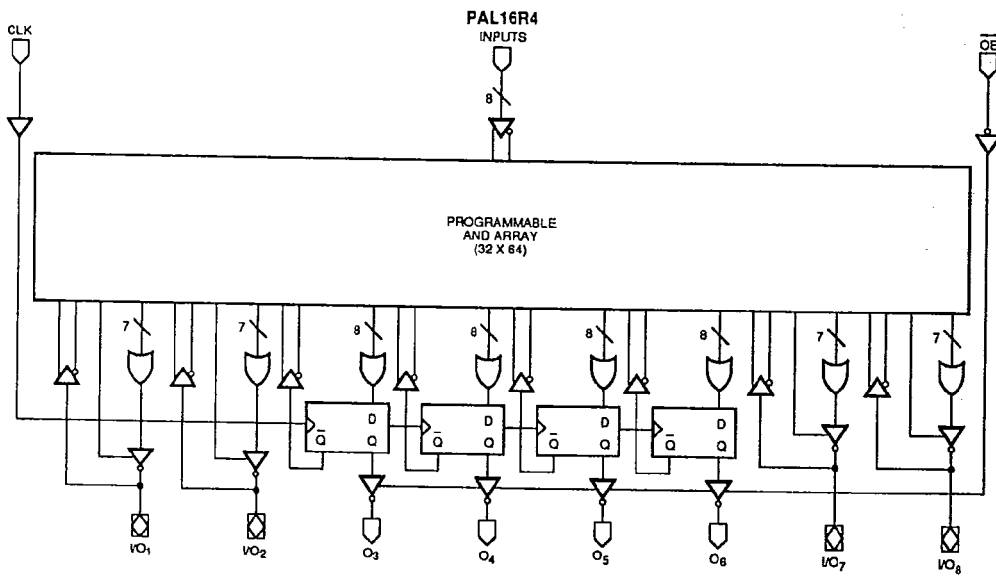 PAL16R4
CLK
INPUTS
OE
8
PROGRAMMABLE
AND ARRAY
(32 X 64)
7
7
8
8
8
8
7
7
D
Q̅
Q
D
Q̅
Q
D
Q̅
Q
D
Q̅
Q
I/O1
I/O2
O3
O4
O5
O6
I/O7
I/O8